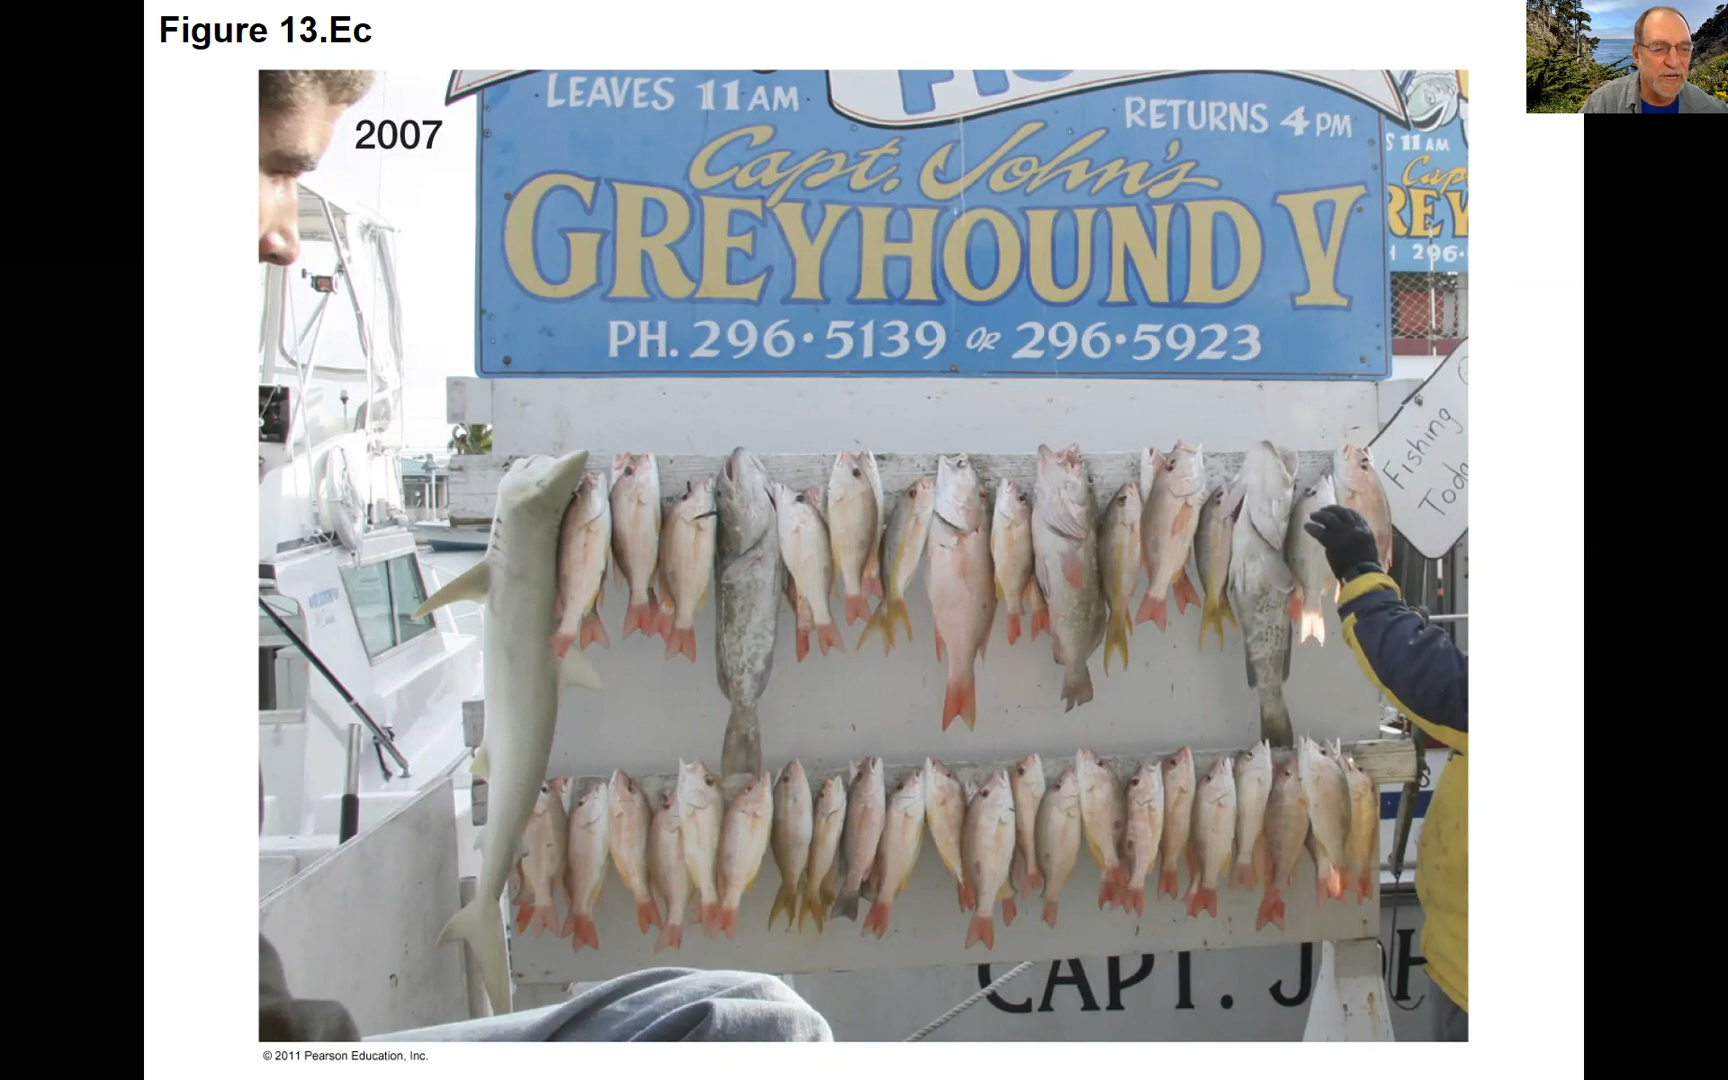 Figure 13.Ec
2007
LEAVES 11 AM
RETURNS 4 PM
Capt. John's
GREYHOUND V
PH. 296·5139 OR 296·5923
S 11 AM
296·
Fishing
CAPT. J
© 2011 Pearson Education, Inc.